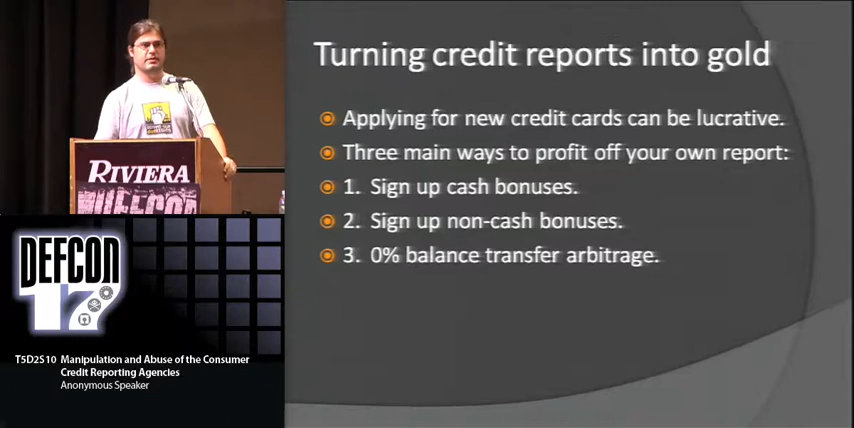 Turning credit reports into gold
Applying for new credit cards can be lucrative.
Three main ways to profit off your own report:
1. Sign up cash bonuses.
2. Sign up non-cash bonuses.
3. 0% balance transfer arbitrage.
RIVIERA
DEFCON
DEFCON
17
T5D2S10 Manipulation and Abuse of the Consumer
Credit Reporting Agencies
Anonymous Speaker